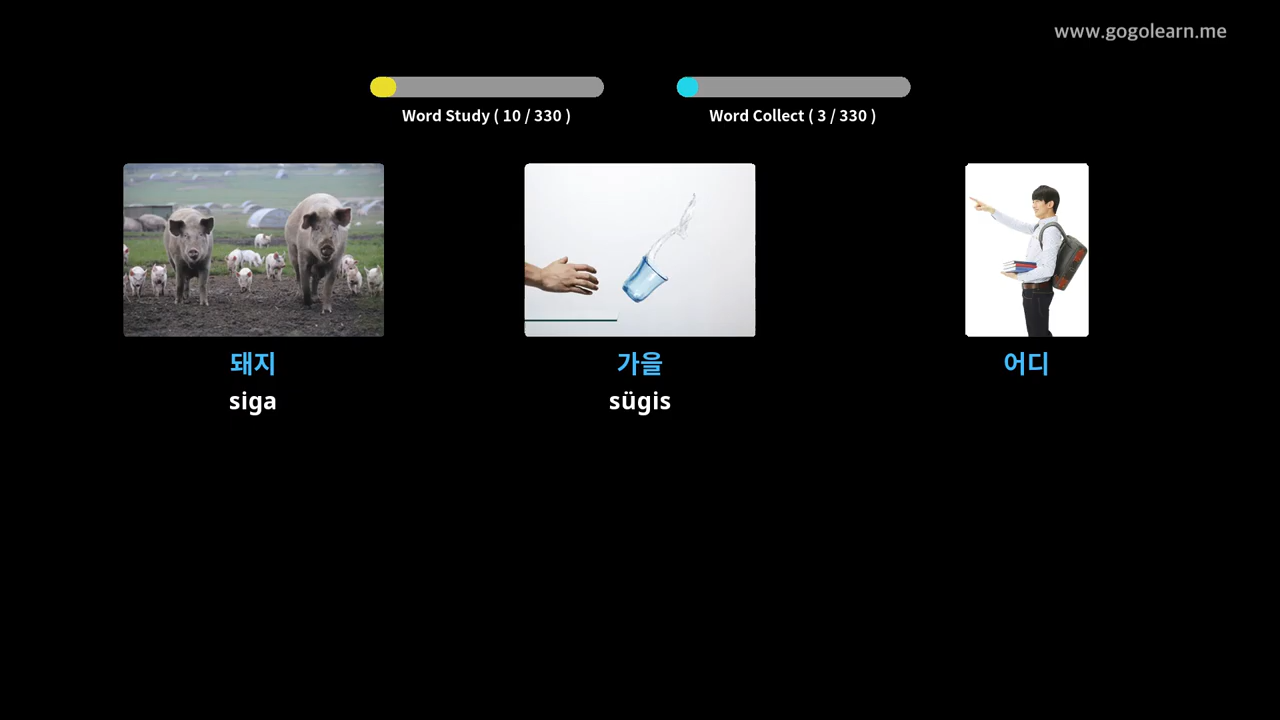 www.gogolearn.me
Word Study ( 10 / 330 )
Word Collect ( 3 / 330 )
돼지
가을
어디
siga
sügis